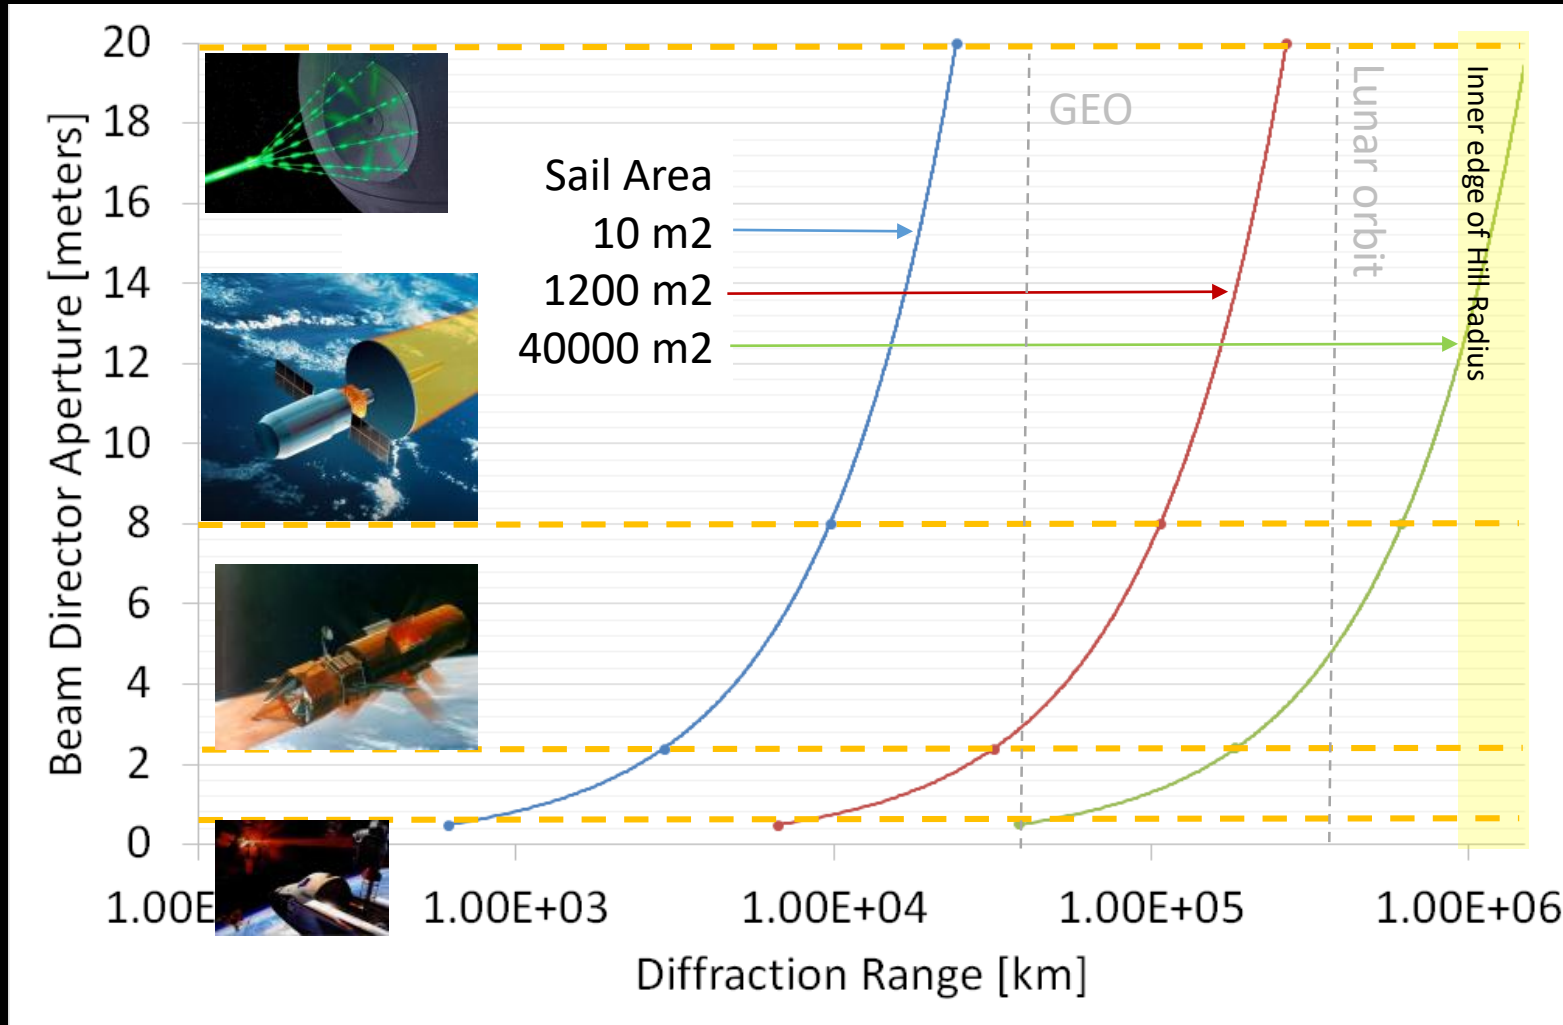 20
18
16
14
12
10
8
6
4
2
0
Beam Director Aperture [meters]
Sail Area
10 m2
1200 m2
40000 m2
GEO
Lunar orbit
Inner edge of Hill Radius
1.00E
1.00E+03
1.00E+04
1.00E+05
1.00E+06
Diffraction Range [km]